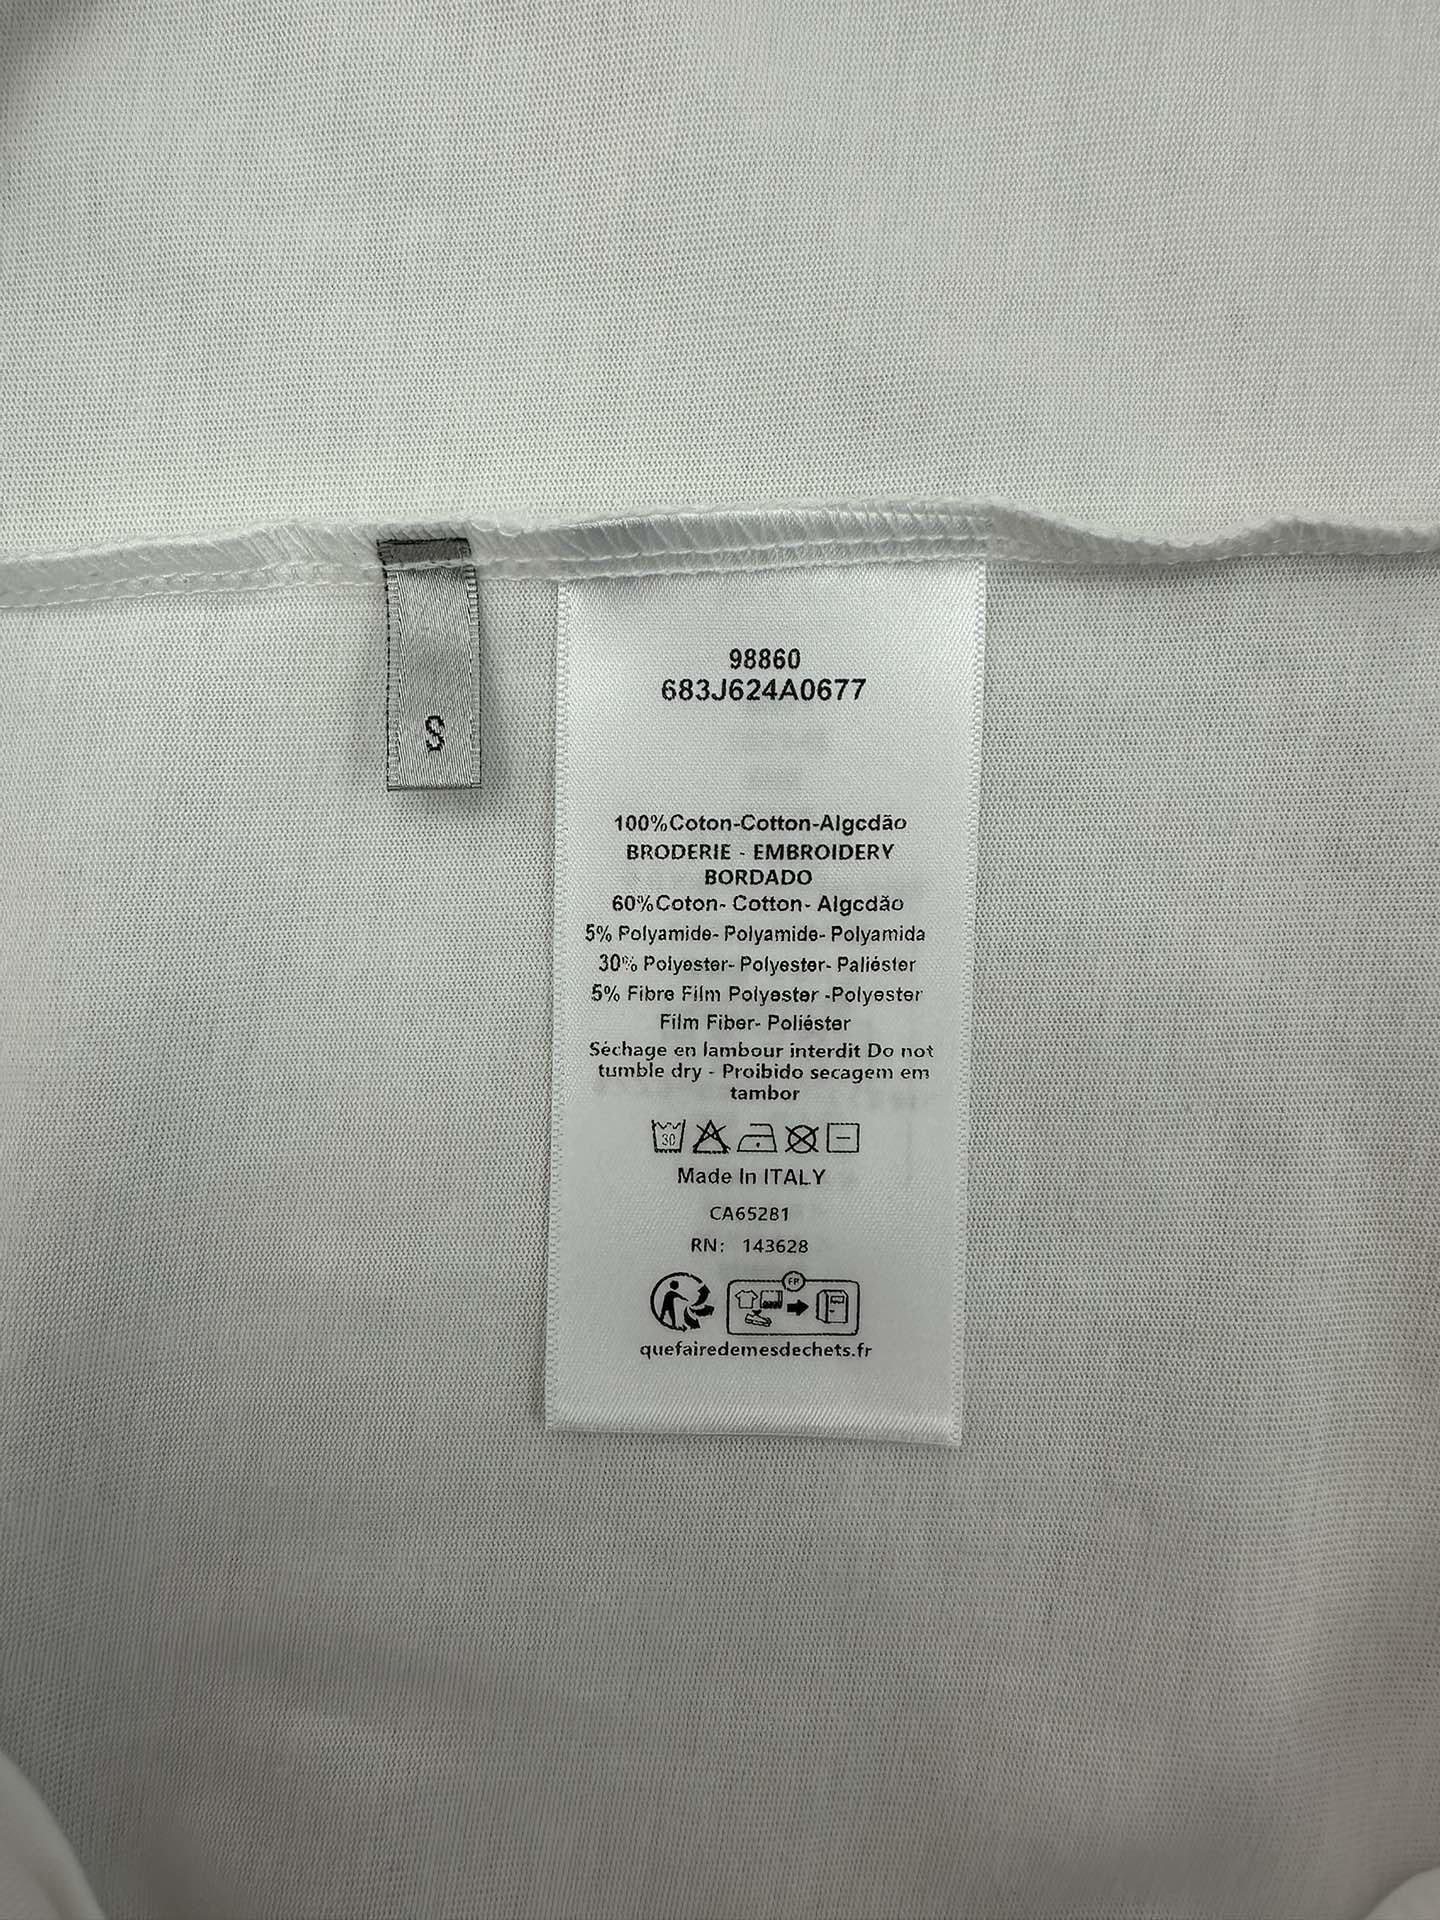 S
98860
683J624A0677
100%Coton-Cotton-Algcdão
BRODERIE - EMBROIDERY
BORDADO
60%Coton- Cotton- Algcdão
5% Polyamide- Polyamide- Polyamida
30% Polyester- Polyester- Paliéster
5% Fibre Film Polyester -Polyester
Film Fiber- Poliéster
Séchage en lambour interdit Do not
tumble dry - Proibido secagem em
tambor
30
Made In ITALY
CA65281
RN: 143628
FR
quefairedemesdechets.fr